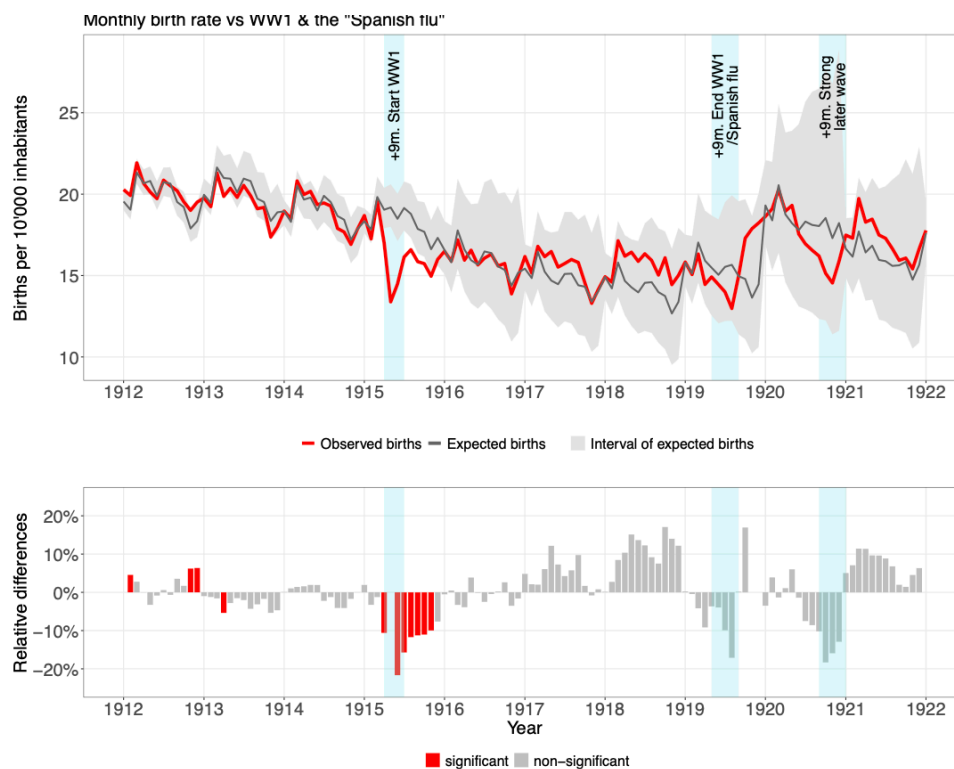 Monthly birth rate vs WW1 & the "Spanish flu"
Births per 10'000 inhabitants
25
20
15
10
+9m. Start WW1
+9m. End WW1
/Spanish flu
+9m. Strong
later wave
1912 1913 1914 1915 1916 1917 1918 1919 1920 1921 1922
Observed births Expected births Interval of expected births
Relatitve differences
20%
10%
0%
−10%
−20%
1912 1913 1914 1915 1916 1917 1918 1919 1920 1921 1922
Year
significant non−significant